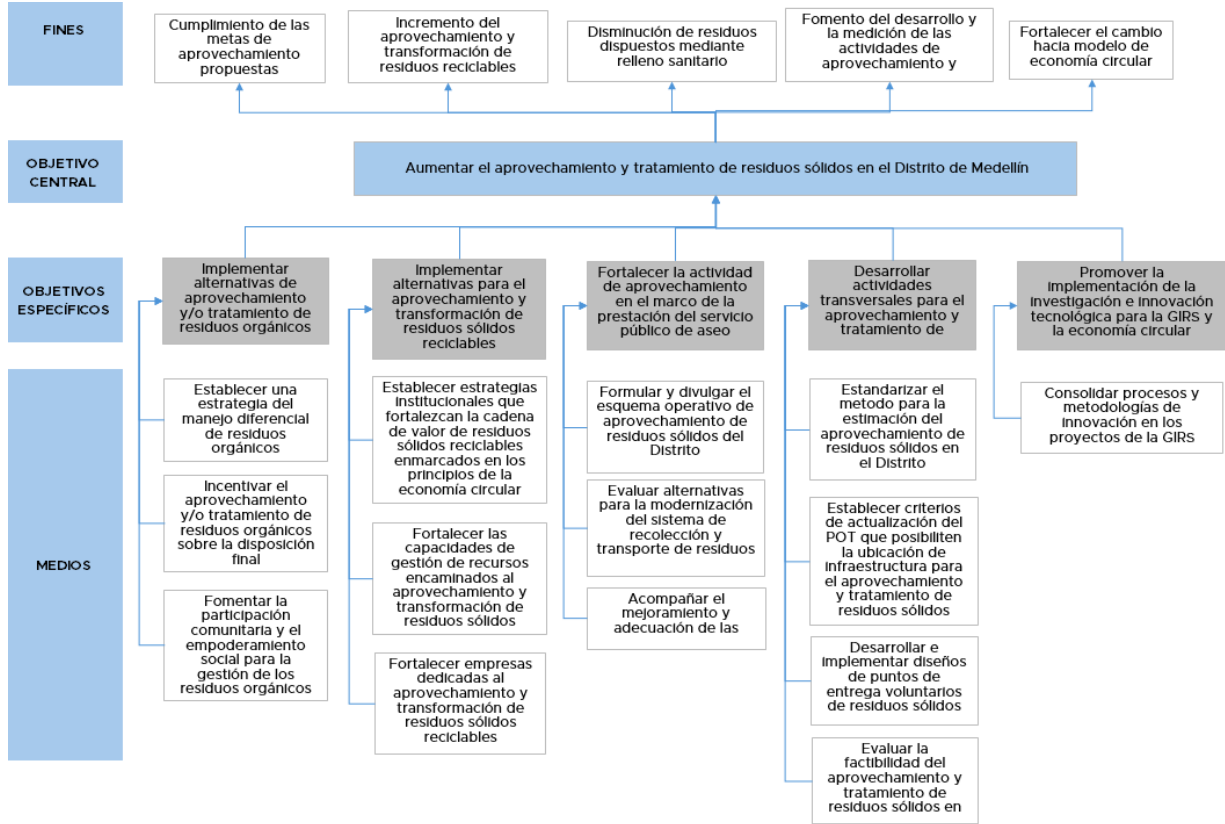 FINES
Cumplimiento de las
metas de
aprovechamiento
propuestas
Incremento del
aprovechamiento y
transformación de
residuos reciclables
Disminución de residuos
dispuestos mediante
relleno sanitario
Fomento del desarrollo y
la medición de las
actividades de
aprovechamiento y
Fortalecer el cambio
hacia modelo de
economía circular
OBJETIVO
CENTRAL
Aumentar el aprovechamiento y tratamiento de residuos sólidos en el Distrito de Medellín
OBJETIVOS
ESPECÍFICOS
Implementar
alternativas de
aprovechamiento
y/o tratamiento de
residuos orgánicos
Implementar
alternativas para el
aprovechamiento y
transformación de
residuos sólidos
reciclables
Fortalecer la actividad
de aprovechamiento
en el marco de la
prestación del servicio
público de aseo
Desarrollar
actividades
transversales para el
aprovechamiento y
tratamiento de
Promover la
implementación de la
investigación e innovación
tecnológica para la GIRS y
la economía circular
MEDIOS
Establecer una
estrategia del
manejo diferencial
de residuos
orgánicos
Incentivar el
aprovechamiento
y/o tratamiento de
residuos orgánicos
sobre la disposición
final
Fomentar la
participación
comunitaria y el
empoderamiento
social para la
gestión de los
residuos orgánicos
Establecer estrategias
institucionales que
fortalezcan la cadena
de valor de residuos
sólidos reciclables
enmarcados en los
principios de la
economía circular
Fortalecer las
capacidades de
gestión de recursos
encaminados al
aprovechamiento y
transformación de
residuos sólidos
Fortalecer empresas
dedicadas al
aprovechamiento y
transformación de
residuos sólidos
reciclables
Formular y divulgar el
esquema operativo de
aprovechamiento de
residuos sólidos del
Distrito
Evaluar alternativas
para la modernización
del sistema de
recolección y
transporte de residuos
Acompañar el
mejoramiento y
adecuación de las
Estandarizar el
metodo para la
estimación del
aprovechamiento de
residuos sólidos en
el Distrito
Establecer criterios
de actualización del
POT que posibiliten
la ubicación de
infraestructura para
el aprovechamiento
y tratamiento de
residuos sólidos
Desarrollar e
implementar diseños
de puntos de
entrega voluntarios
de residuos sólidos
Evaluar la
factibilidad del
aprovechamiento y
tratamiento de
residuos sólidos en
Consolidar procesos y
metodologías de
innovación en los
proyectos de la GIRS